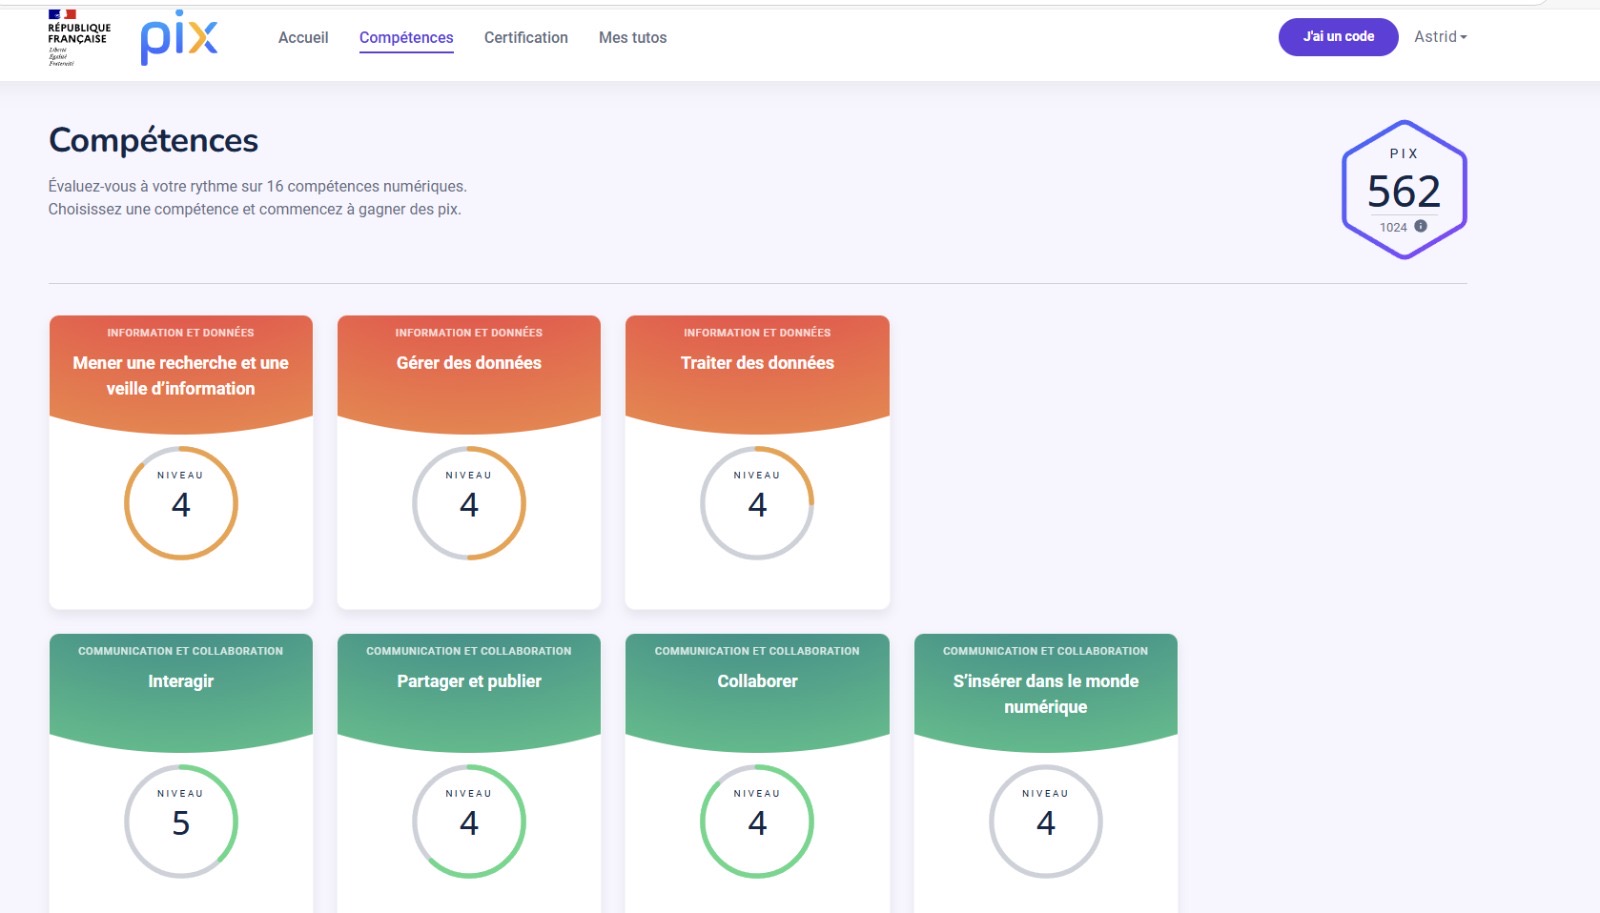 RÉPUBLIQUE
FRANÇAISE
Liberté
Égalité
Fraternité
pix
Accueil
Compétences
Certification
Mes tutos
J'ai un code
Astrid
Compétences
Évaluez-vous à votre rythme sur 16 compétences numériques.
Choisissez une compétence et commencez à gagner des pix.
PIX
562
1024
INFORMATION ET DONNÉES
Mener une recherche et une
veille d’information
NIVEAU
4
INFORMATION ET DONNÉES
Gérer des données
NIVEAU
4
INFORMATION ET DONNÉES
Traiter des données
NIVEAU
4
COMMUNICATION ET COLLABORATION
Interagir
NIVEAU
5
COMMUNICATION ET COLLABORATION
Partager et publier
NIVEAU
4
COMMUNICATION ET COLLABORATION
Collaborer
NIVEAU
4
COMMUNICATION ET COLLABORATION
S’insérer dans le monde
numérique
NIVEAU
4